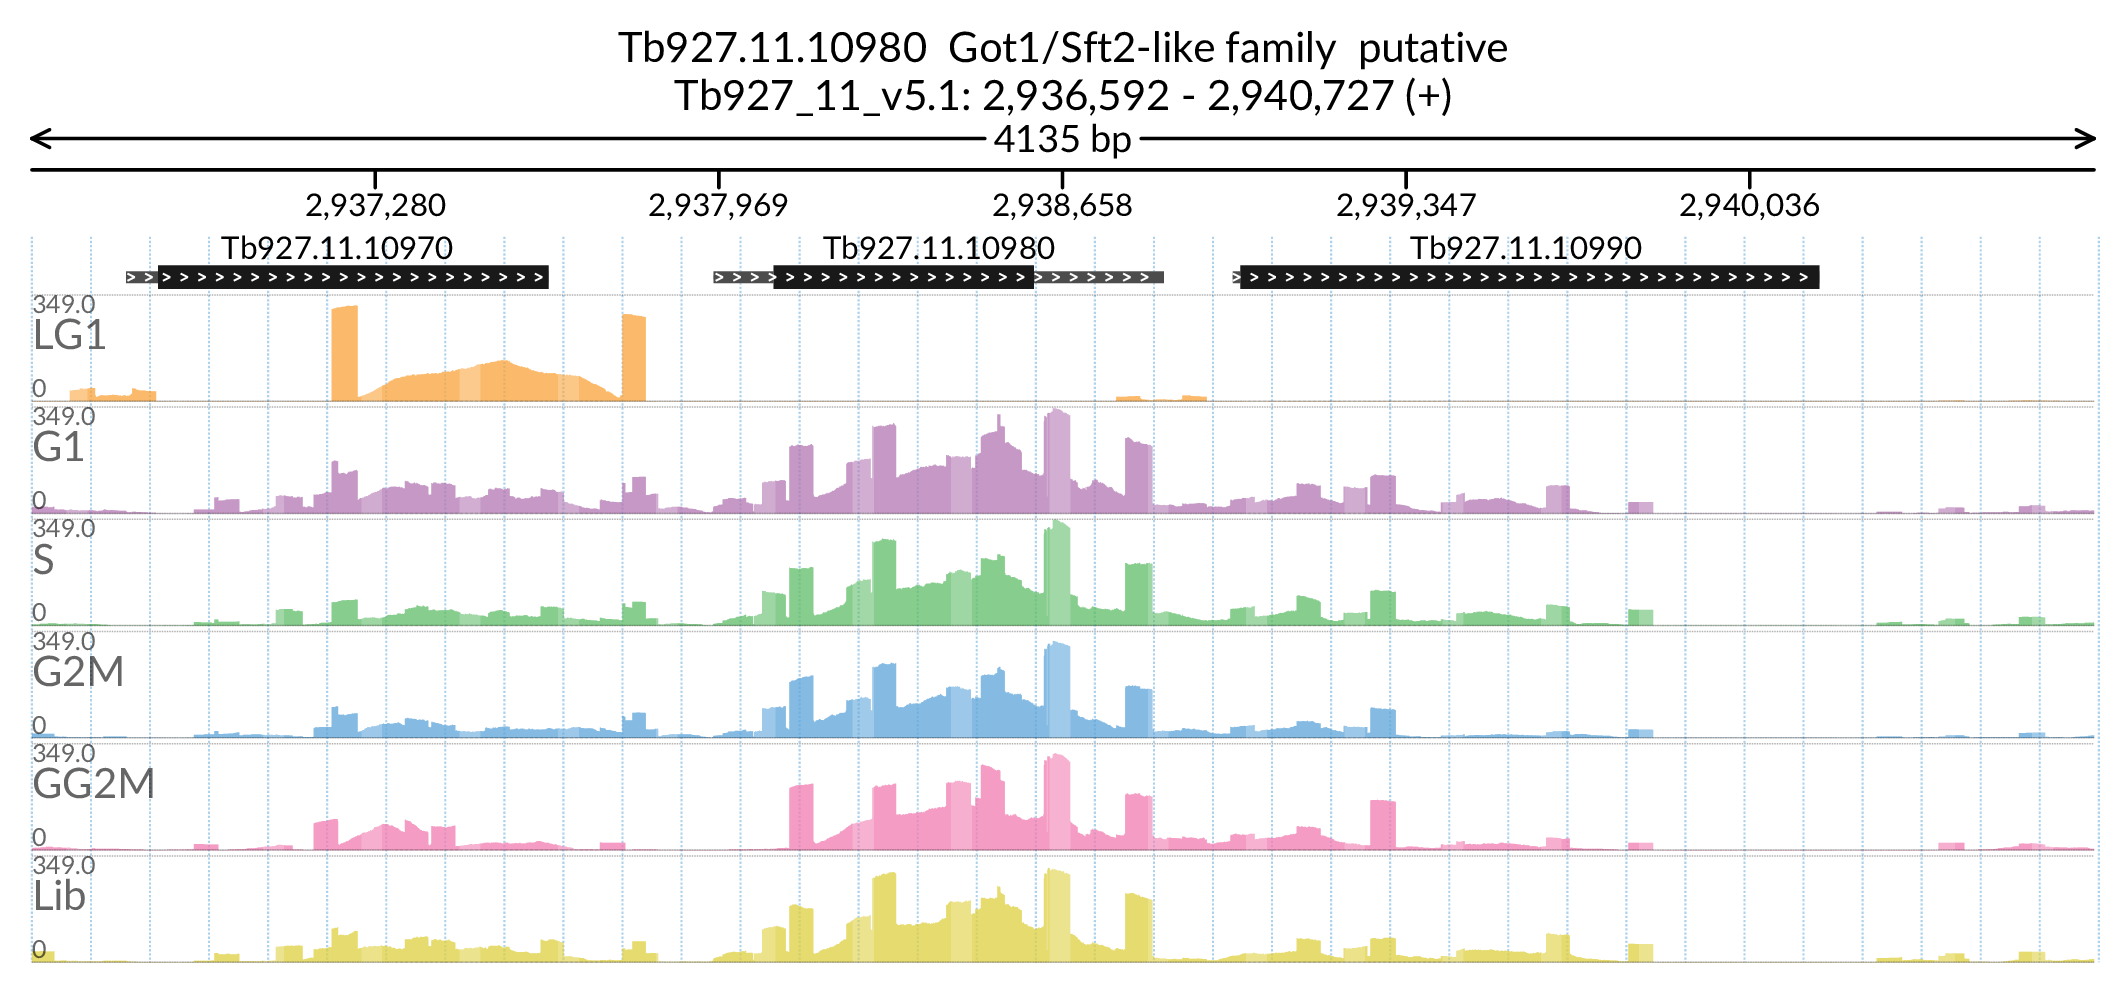 Tb927.11.10980 Got1/Sft2-like family putative
Tb927_11_v5.1: 2,936,592 - 2,940,727 (+)
4135 bp
2,937,280 2,937,969 2,938,658 2,939,347 2,940,036
Tb927.11.10970 Tb927.11.10980 Tb927.11.10990
349.0
LG1
0
349.0
G1
0
349.0
S
0
349.0
G2M
0
349.0
GG2M
0
349.0
Lib
0